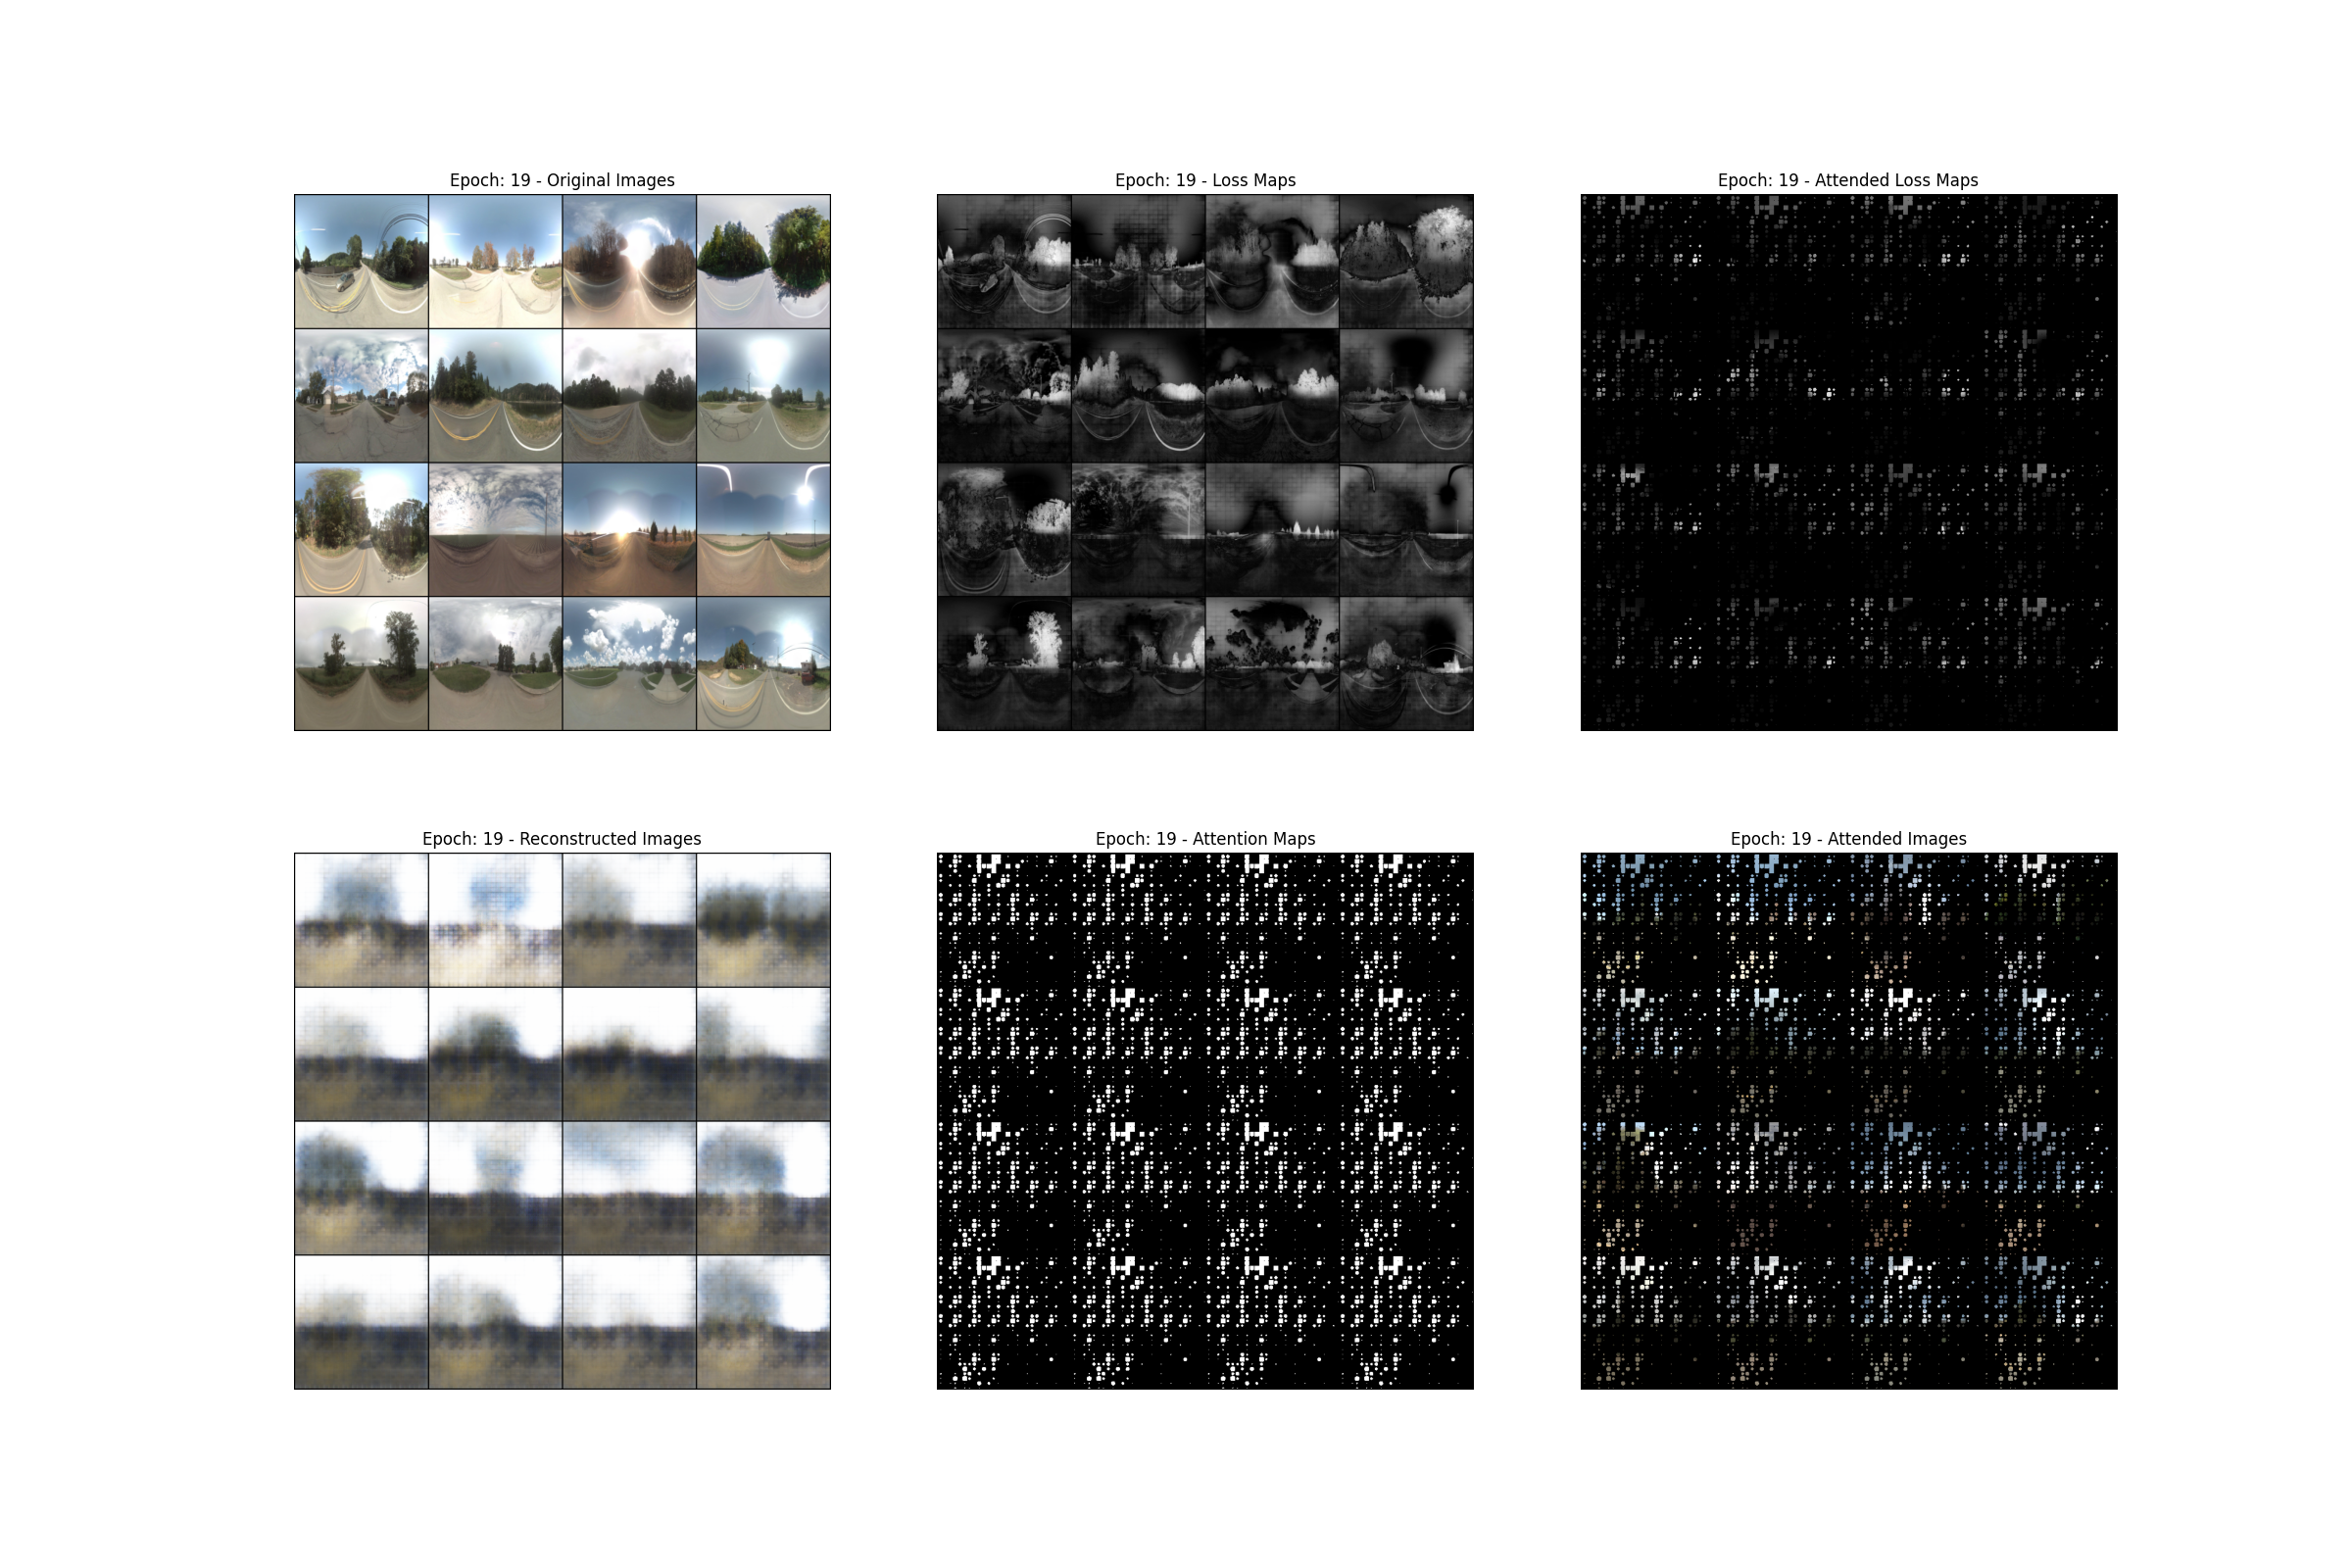 Epoch: 19 - Original Images
Epoch: 19 - Loss Maps
Epoch: 19 - Attended Loss Maps
Epoch: 19 - Reconstructed Images
Epoch: 19 - Attention Maps
Epoch: 19 - Attended Images